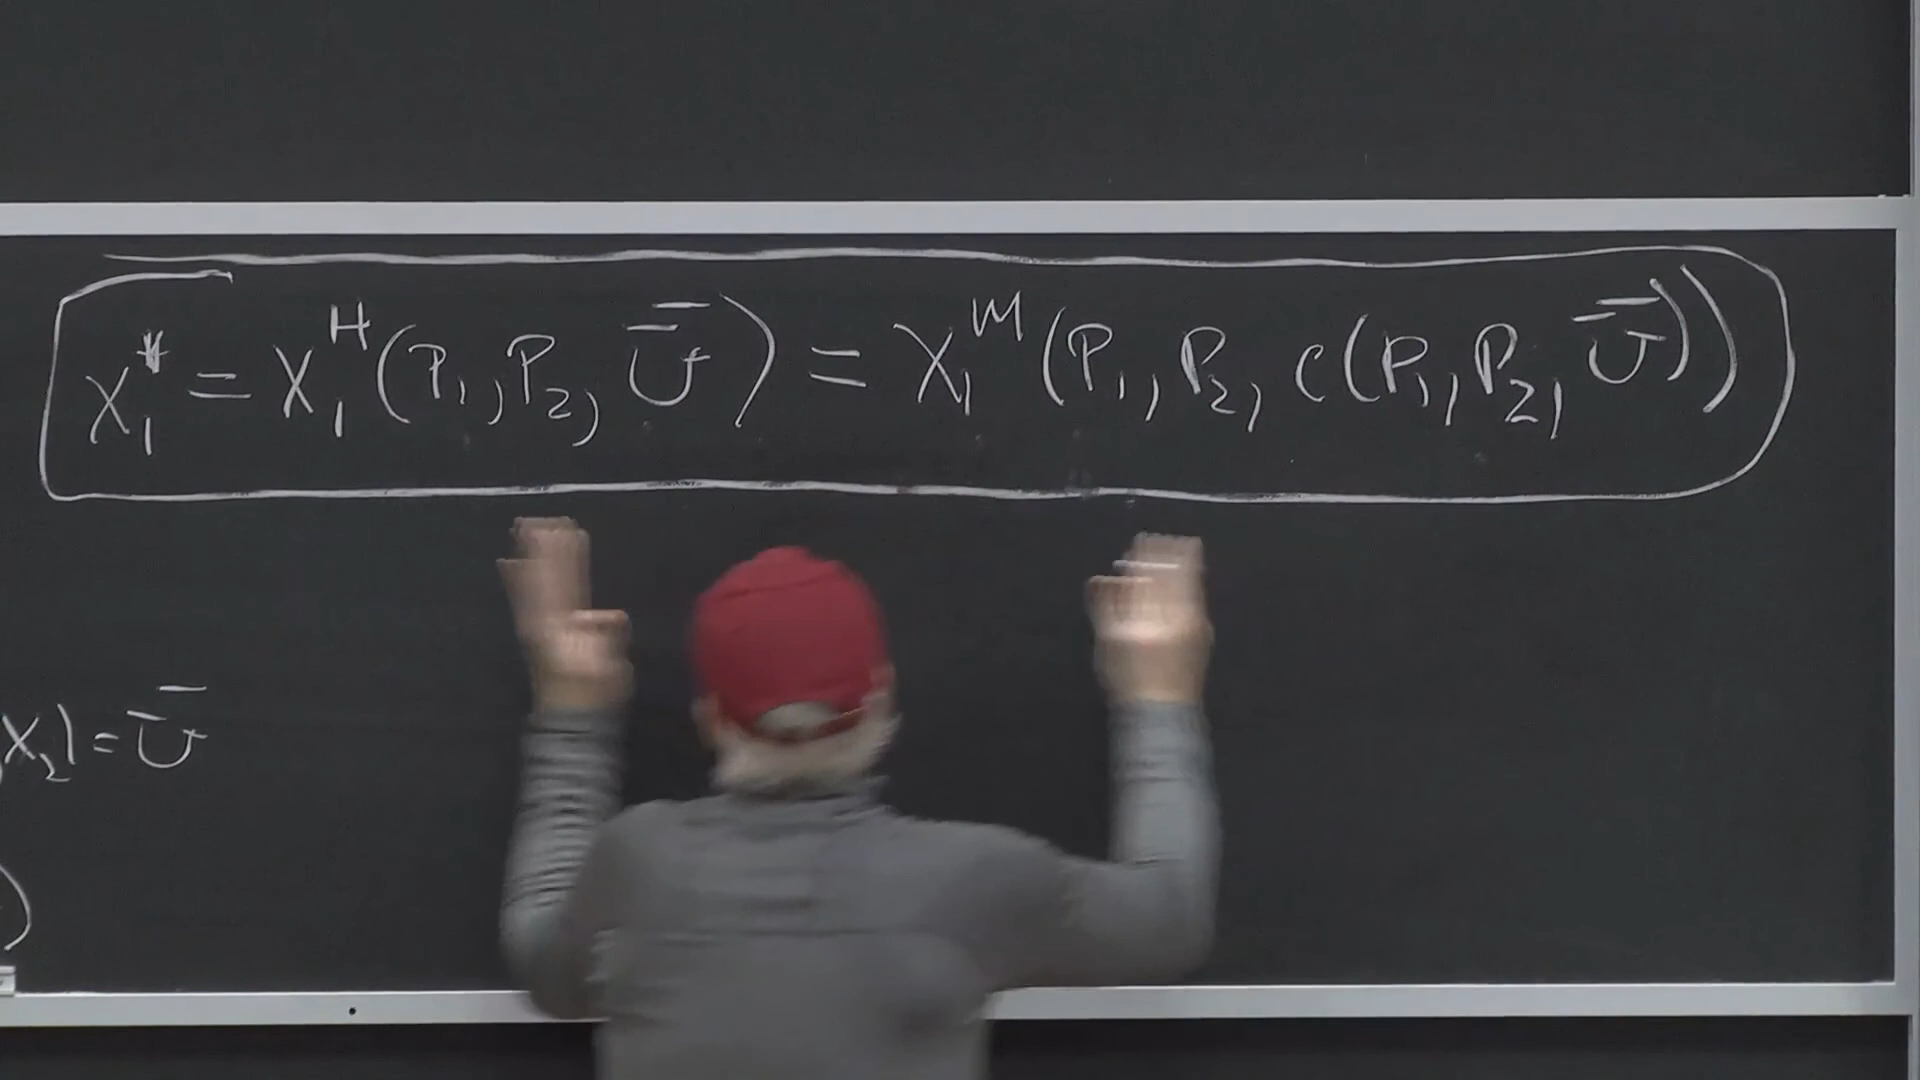 X₁* = X₁ᴴ(P₁, P₂, Ū̄) = X₁ᴹ(P₁, P₂, C(P₁, P₂, Ū̄))
, X₂) = Ū̄
)